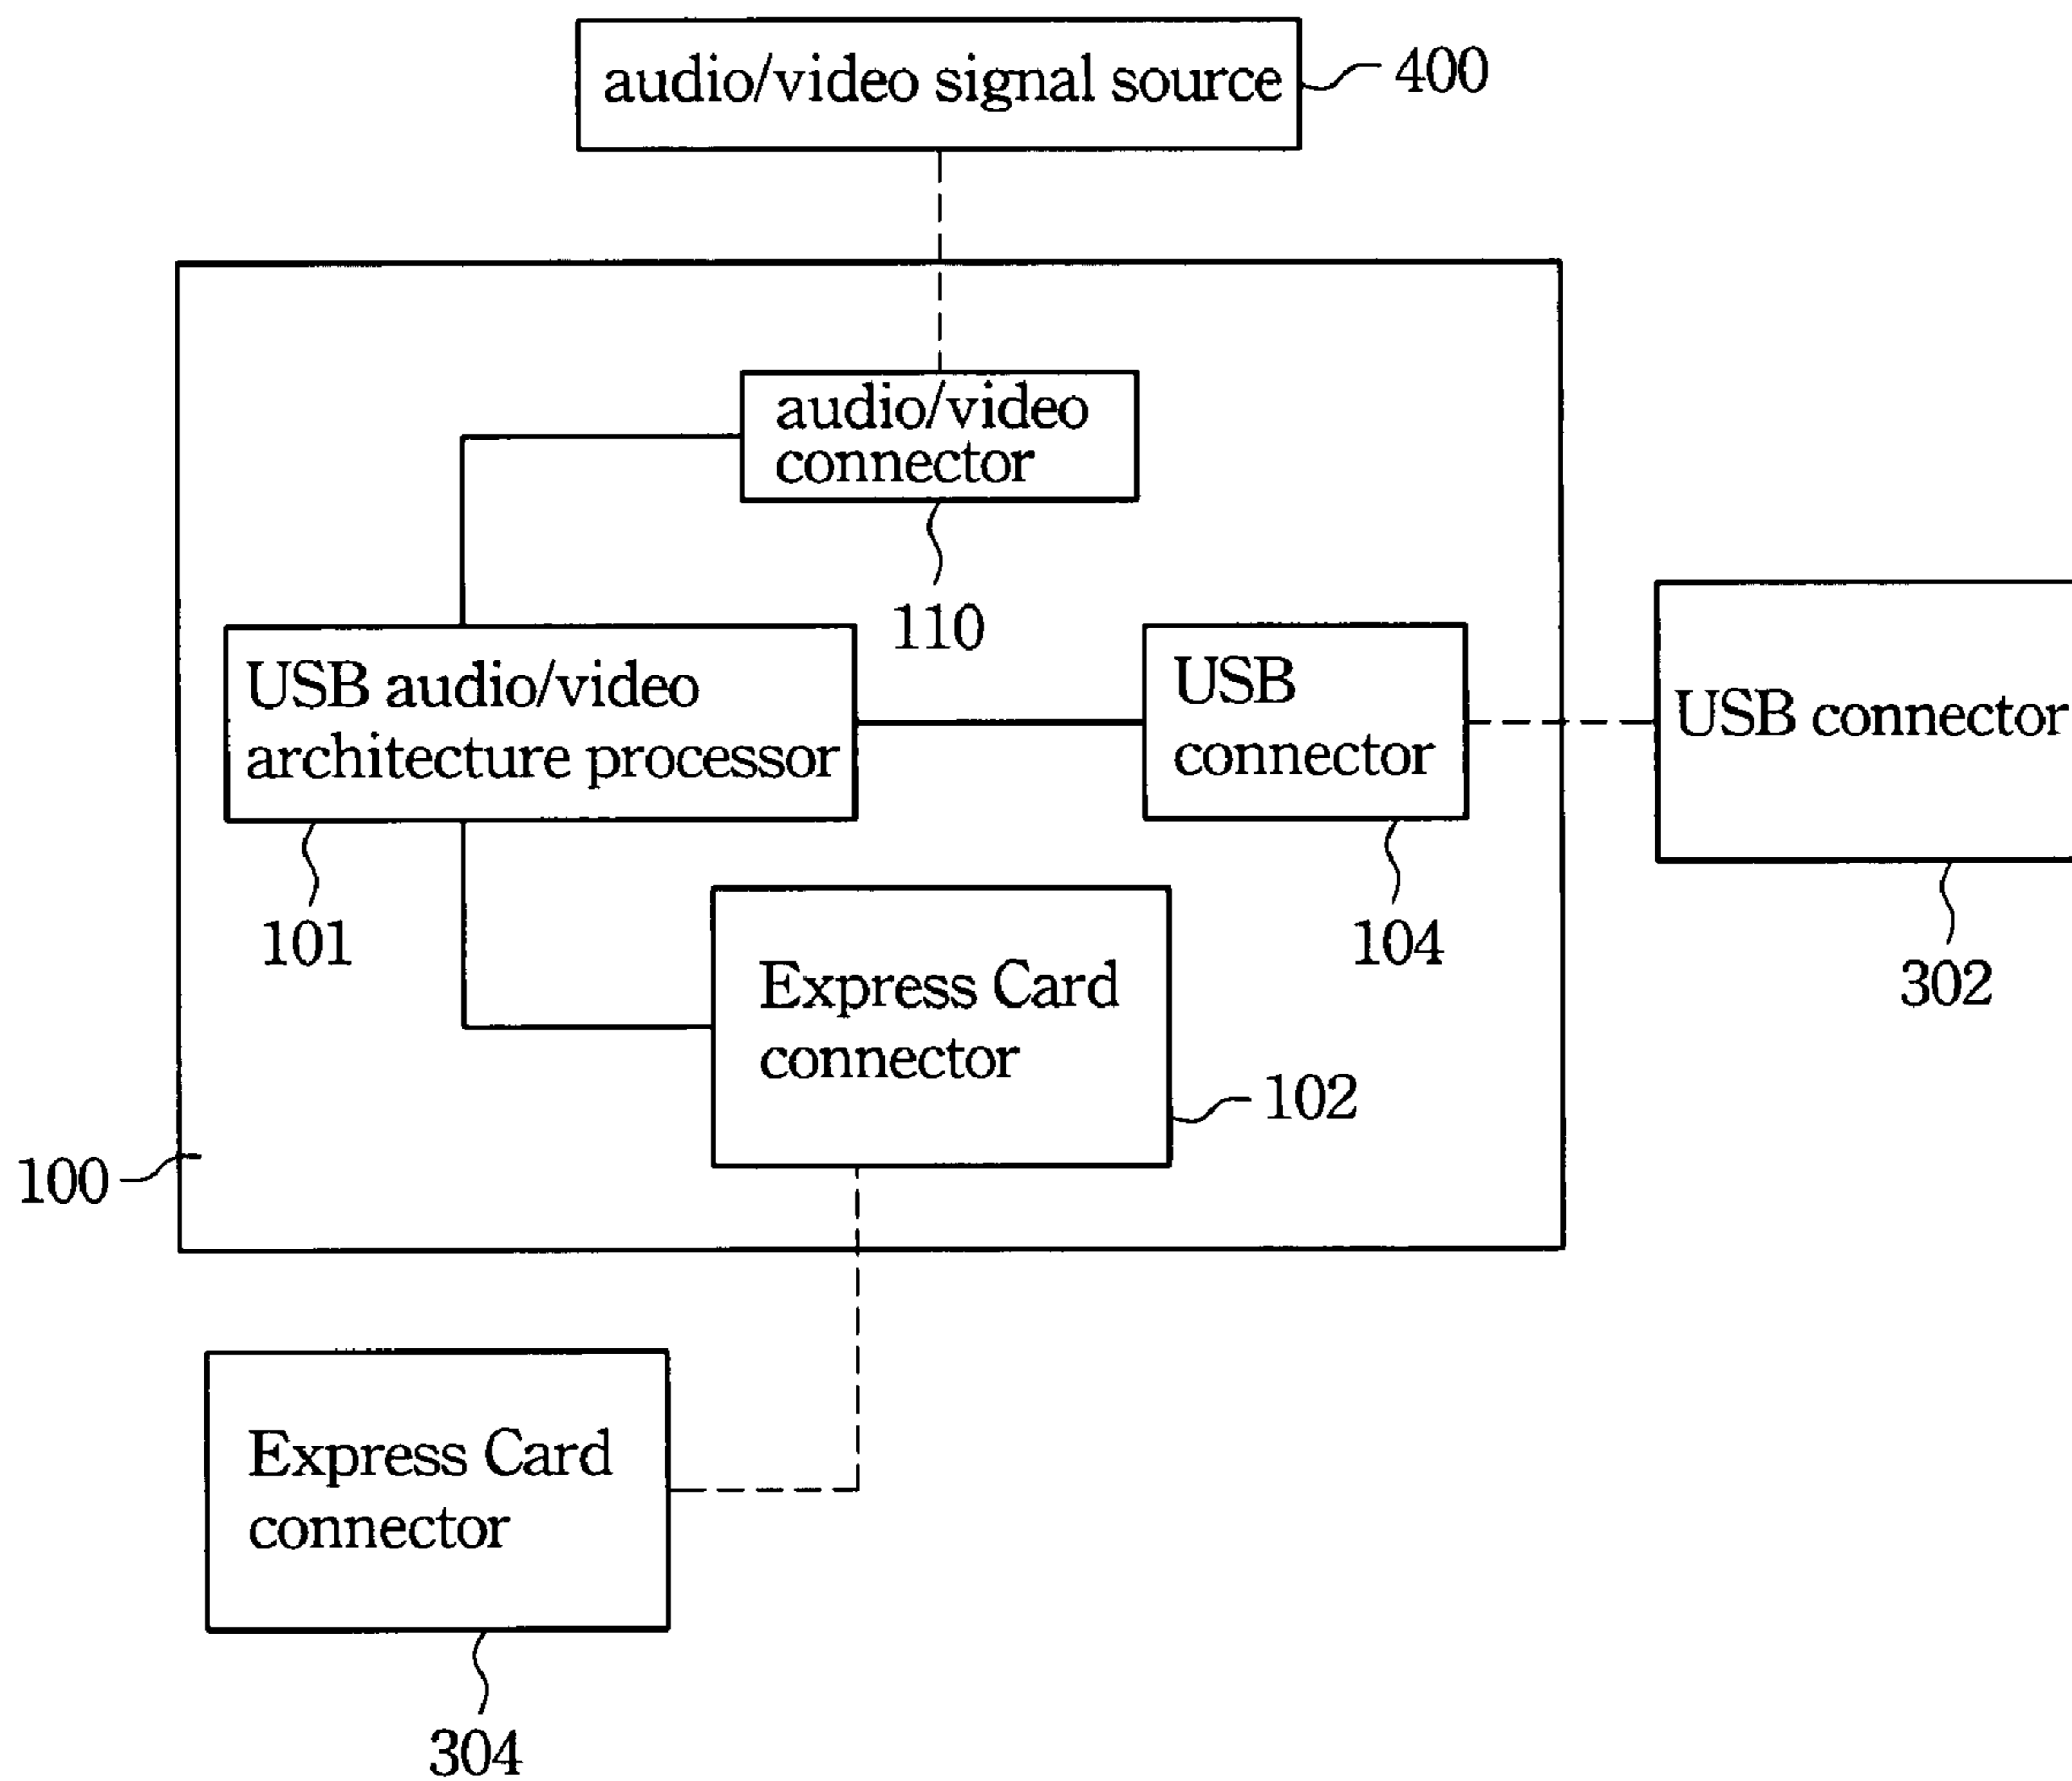 audio/video signal source
400
audio/video
connector
110
USB audio/video
architecture processor
101
USB
connector
104
USB connector
302
Express Card
connector
102
100
Express Card
connector
304